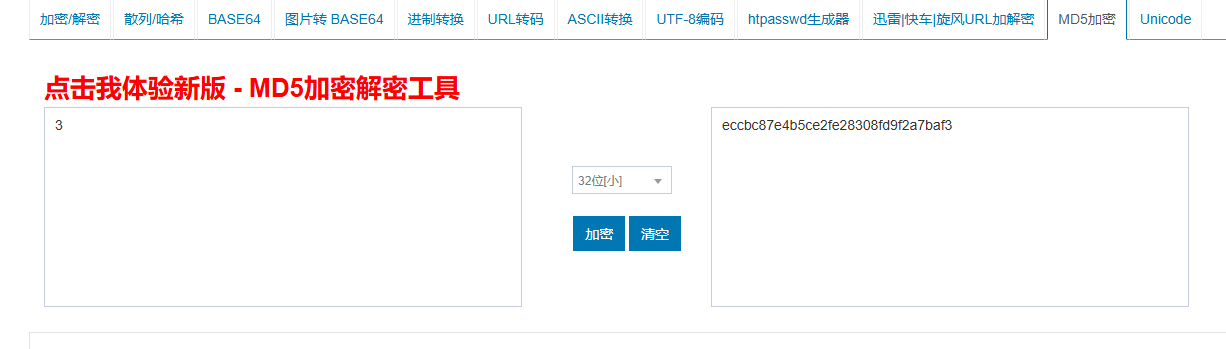 加密/解密 散列/哈希 BASE64 图片转 BASE64 进制转换 URL转码 ASCII转换 UTF-8编码 htpasswd生成器 迅雷|快车|旋风URL加解密 MD5加密 Unicode
点击我体验新版 - MD5加密解密工具
3
eccbc87e4b5ce2fe28308fd9f2a7baf3
32位[小]
加密 清空